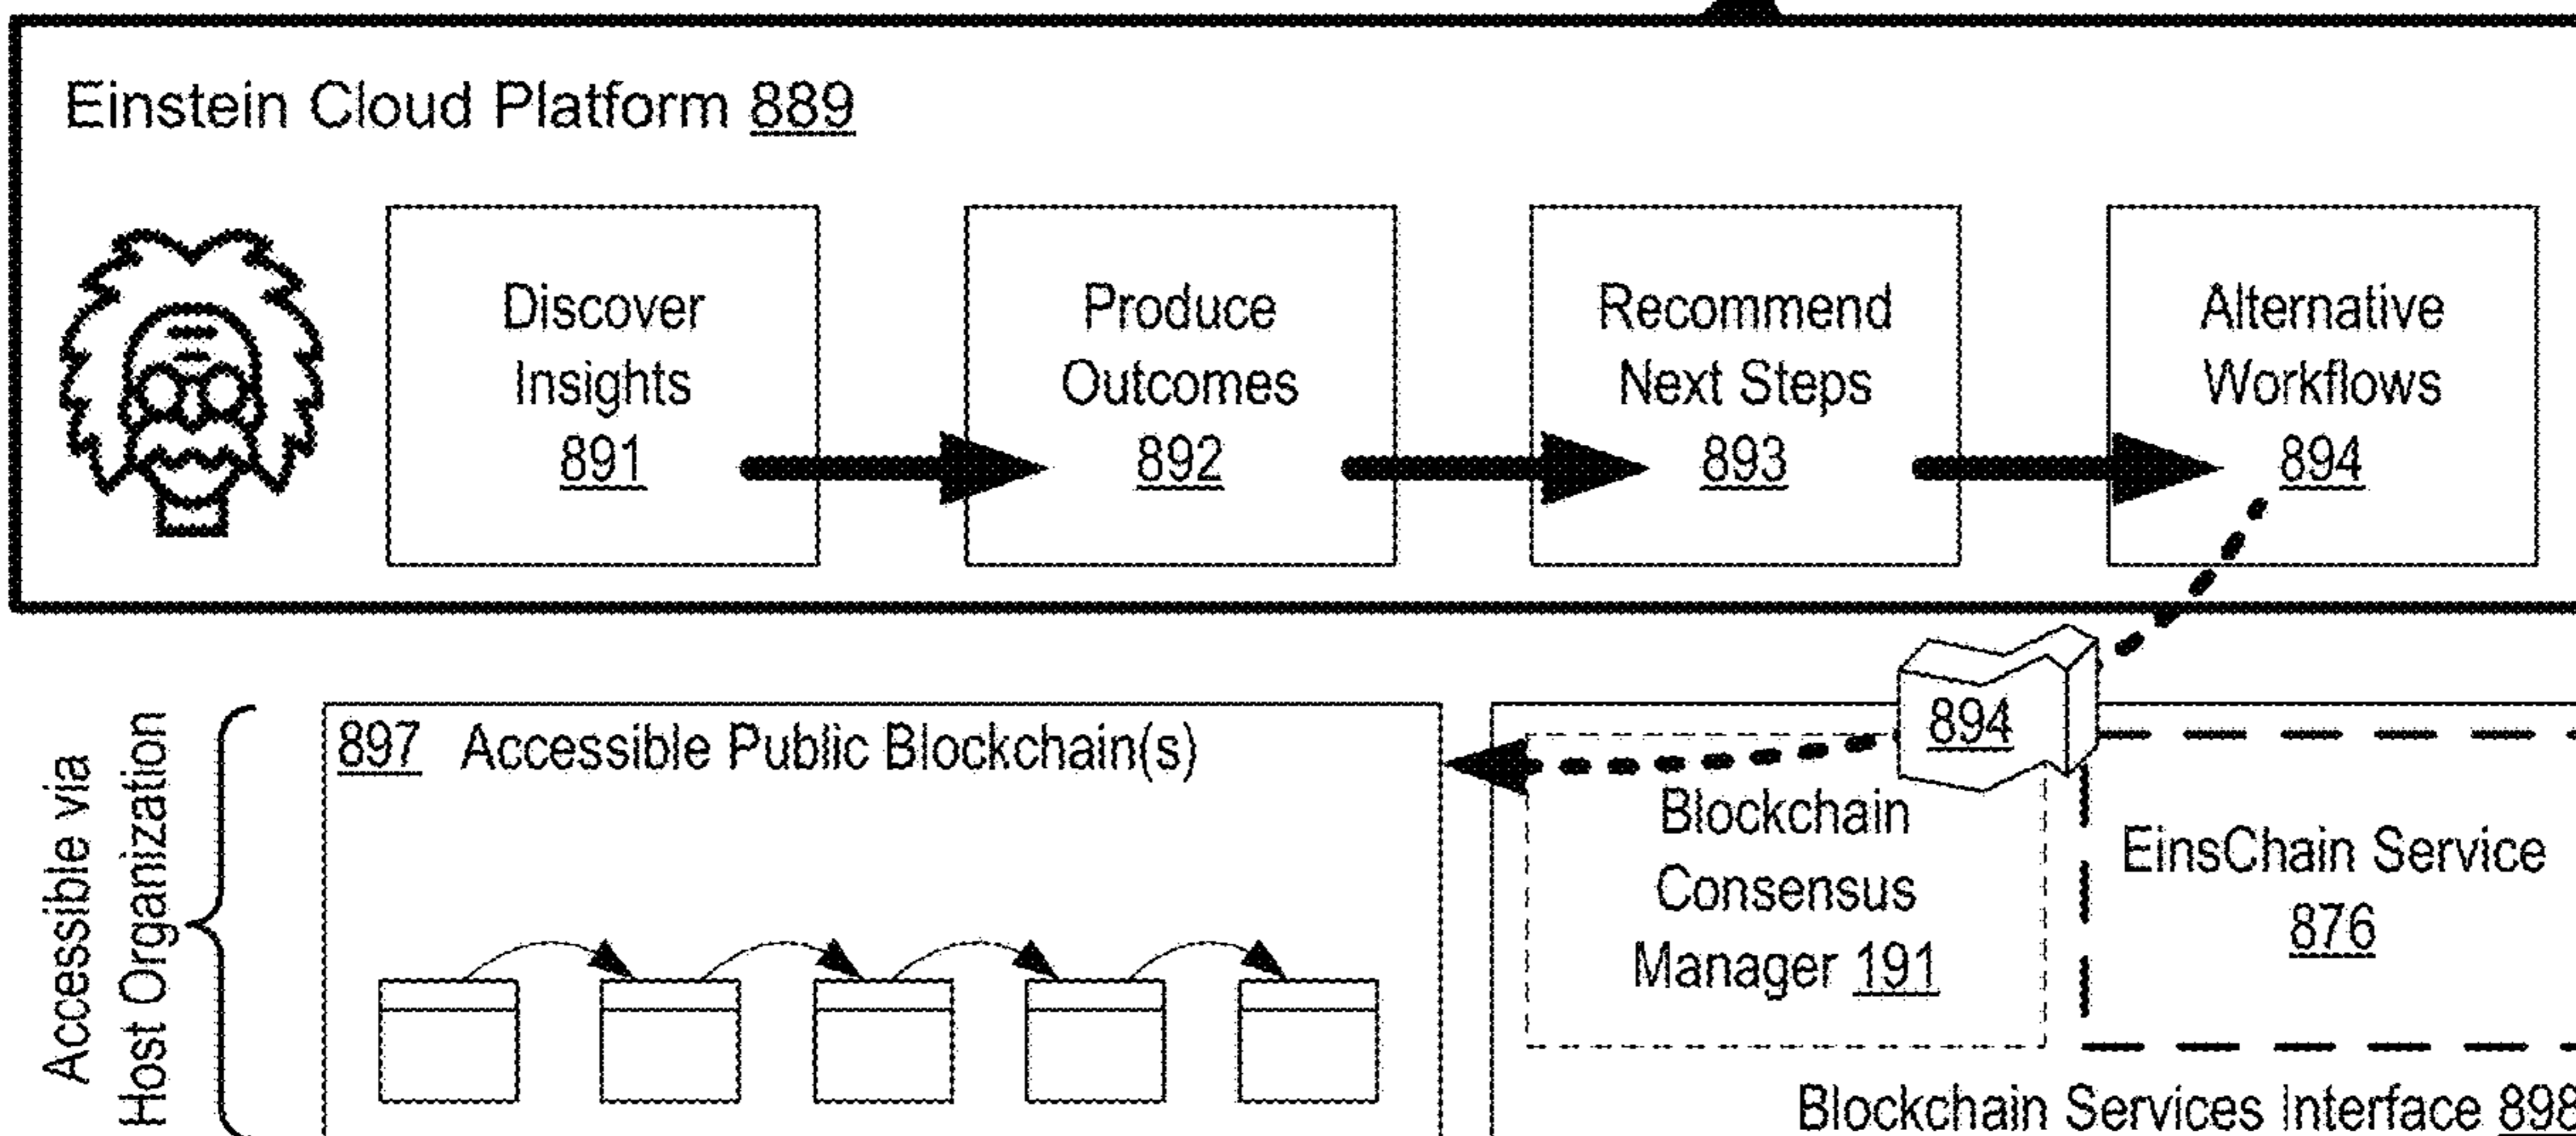 Einstein Cloud Platform 889
Discover
Insights
891
Produce
Outcomes
892
Recommend
Next Steps
893
Alternative
Workflows
894
Accessible via
Host Organization
897 Accessible Public Blockchain(s)
894
Blockchain
Consensus
Manager 191
EinsChain Service
876
Blockchain Services Interface 898